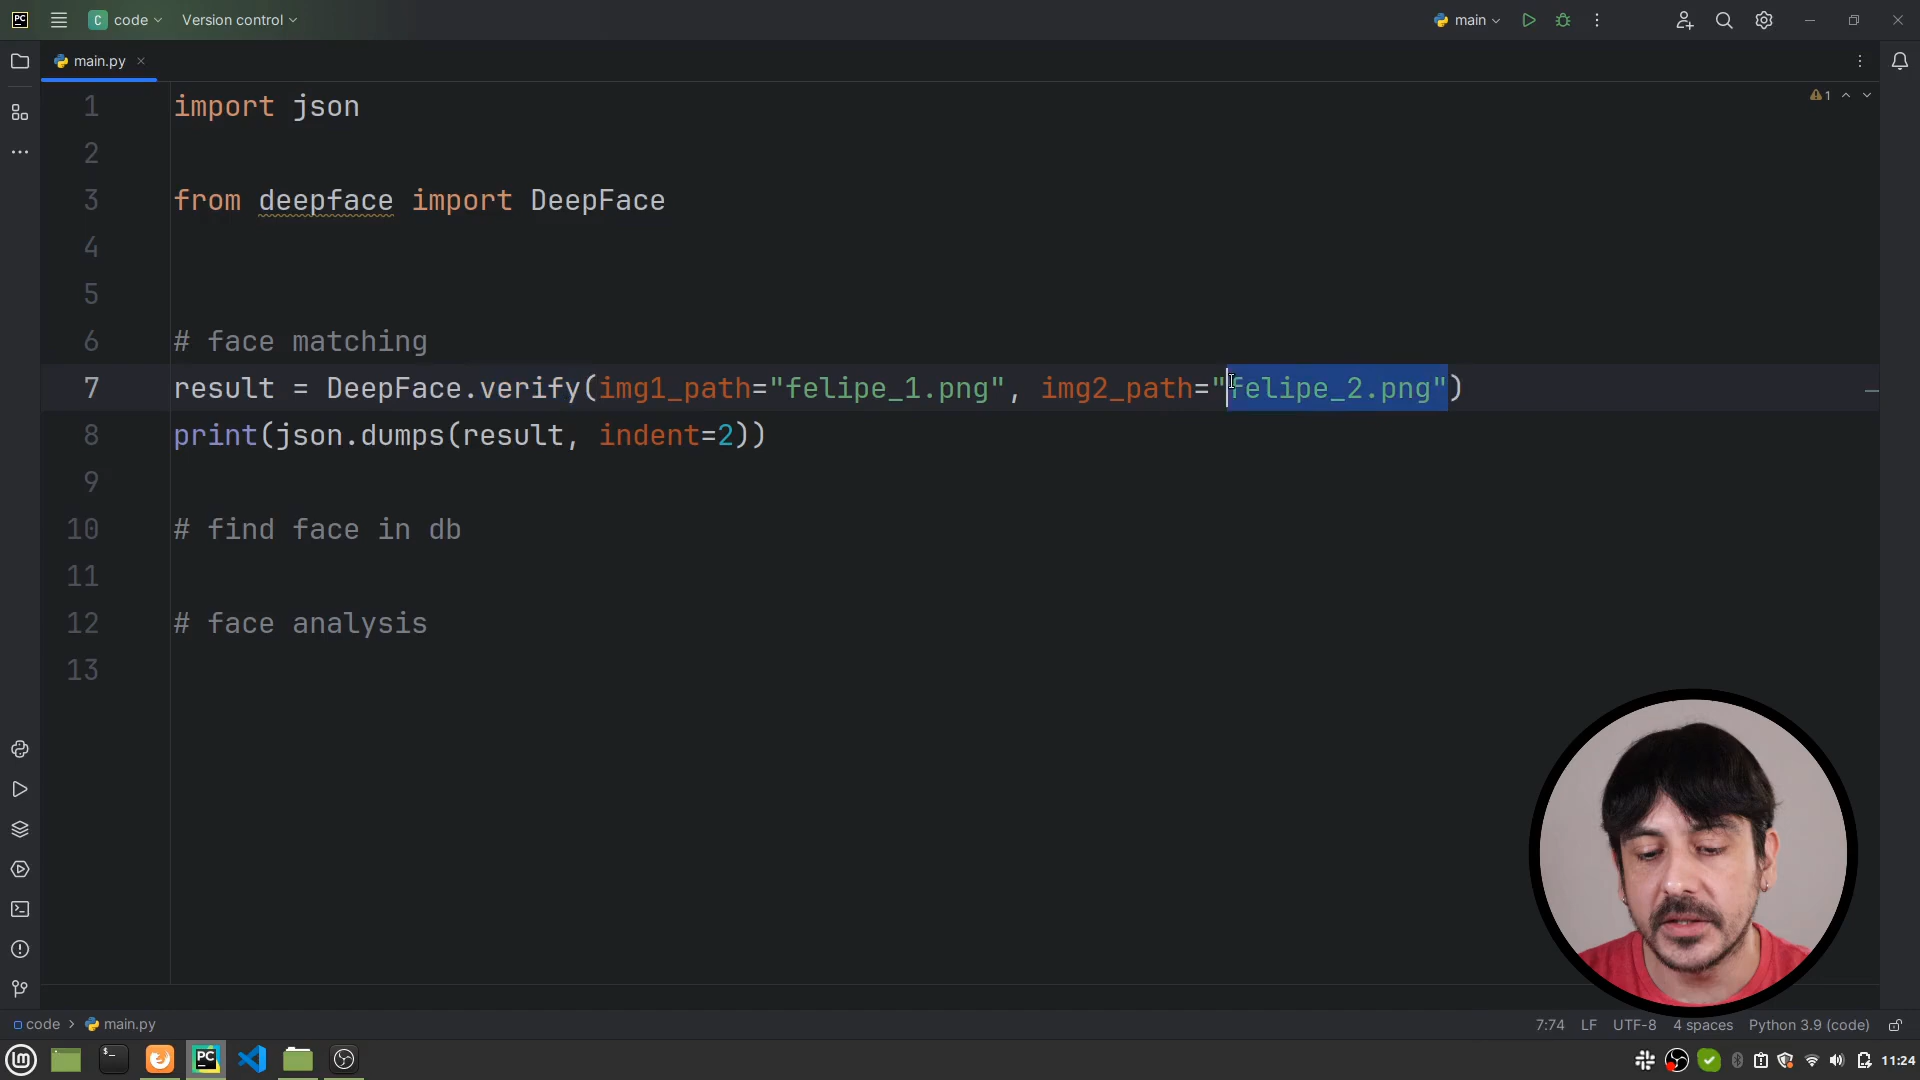 PC C code Version control main
main.py
1 import json
2
3 from deepface import DeepFace
4
5
6 # face matching
7 result = DeepFace.verify(img1_path="felipe_1.png", img2_path="felipe_2.png")
8 print(json.dumps(result, indent=2))
9
10 # find face in db
11
12 # face analysis
13
1
code > main.py 7:74 LF UTF-8 4 spaces Python 3.9 (code)
$_ PC 11:24